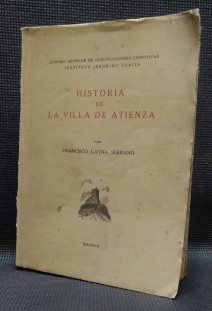 CONSEJO SUPERIOR DE INVESTIGACIONES CIENTIFICAS
INSTITUTO JERONIMO ZURITA
HISTORIA
DE
LA VILLA DE ATIENZA
POR
FRANCISCO LAYNA SERRANO
MADRID